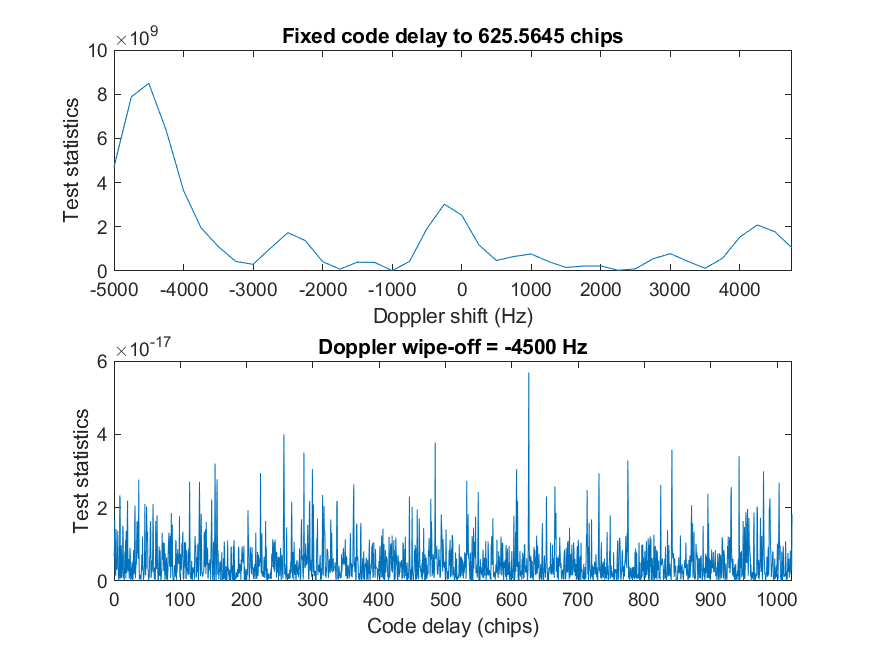 Fixed code delay to 625.5645 chips
×10^9
10
8
6
4
2
0
Test statistics
-5000 -4000 -3000 -2000 -1000 0 1000 2000 3000 4000
Doppler shift (Hz)
Doppler wipe-off = -4500 Hz
×10^-17
6
4
2
0
Test statistics
0 100 200 300 400 500 600 700 800 900 1000
Code delay (chips)